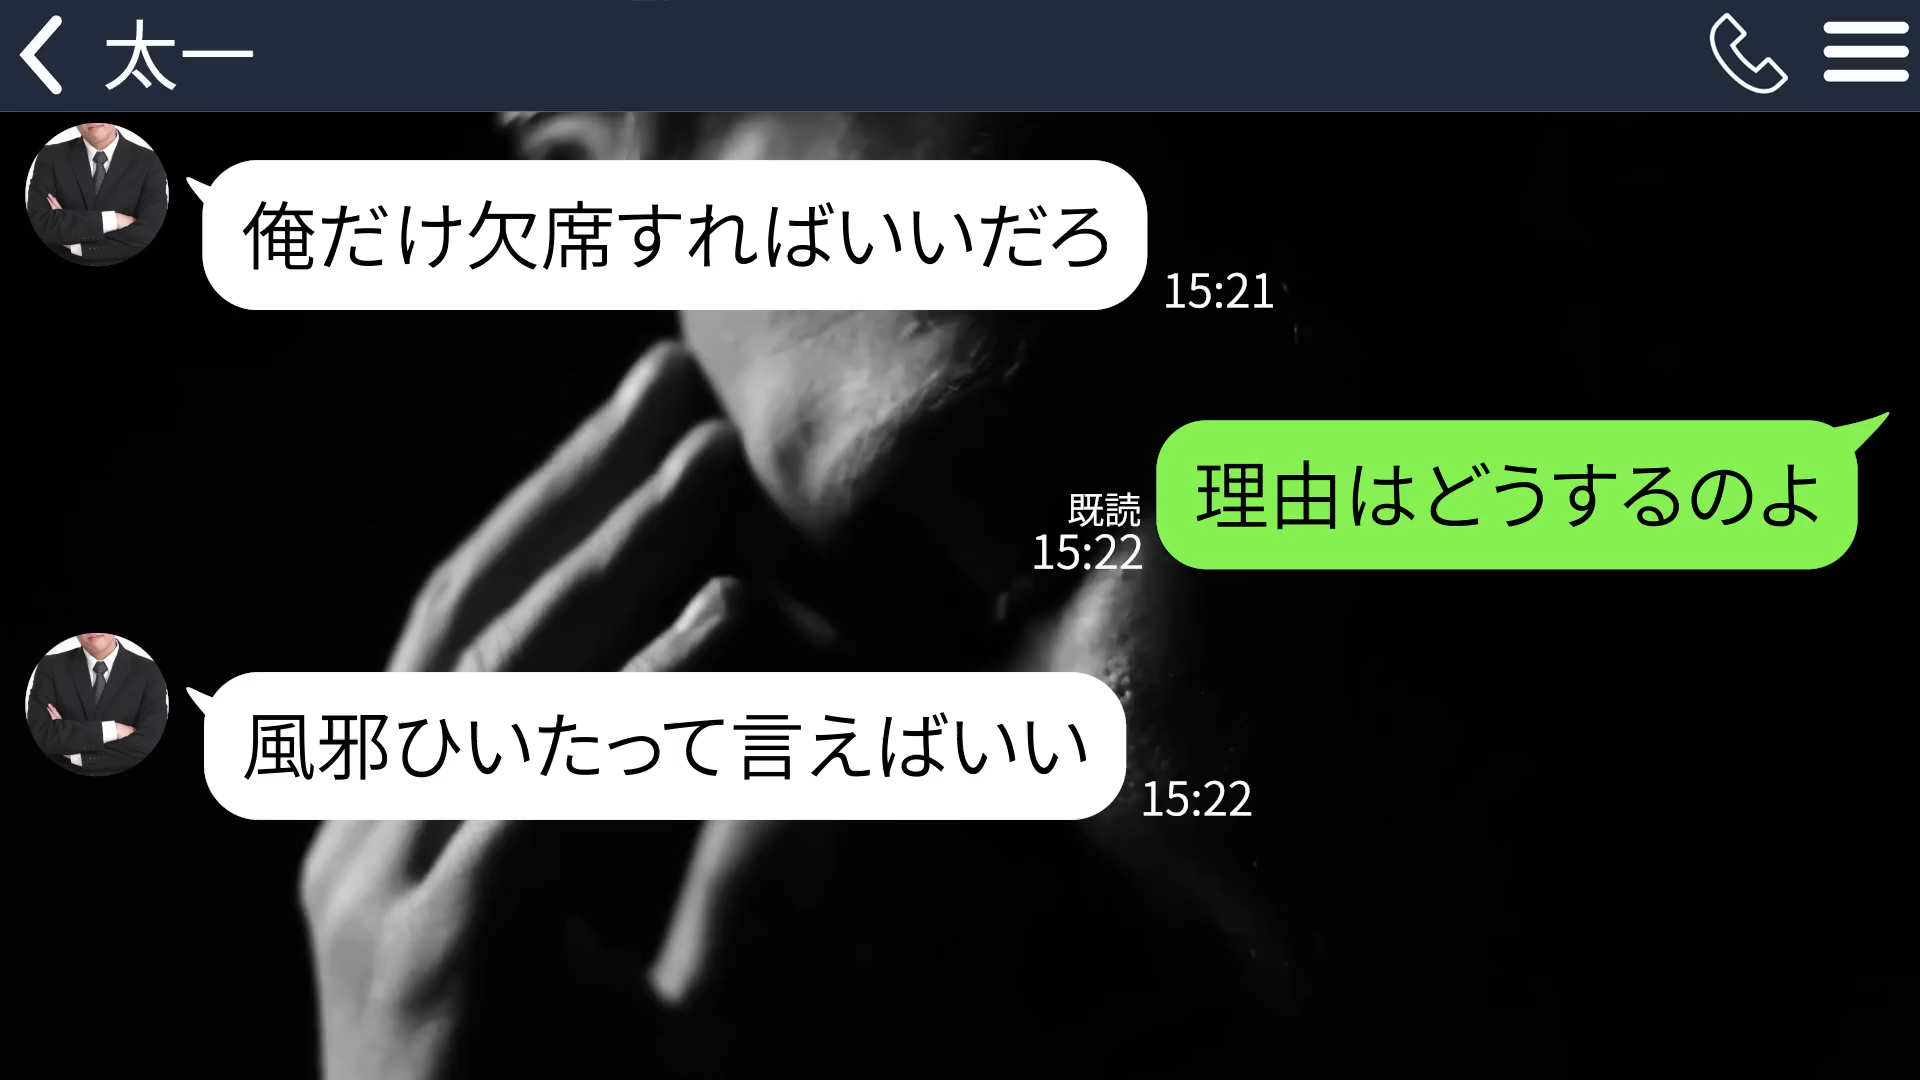 太一
俺だけ欠席すればいいだろ
15:21
理由はどうするのよ
既読
15:22
風邪ひいたって言えばいい
15:22